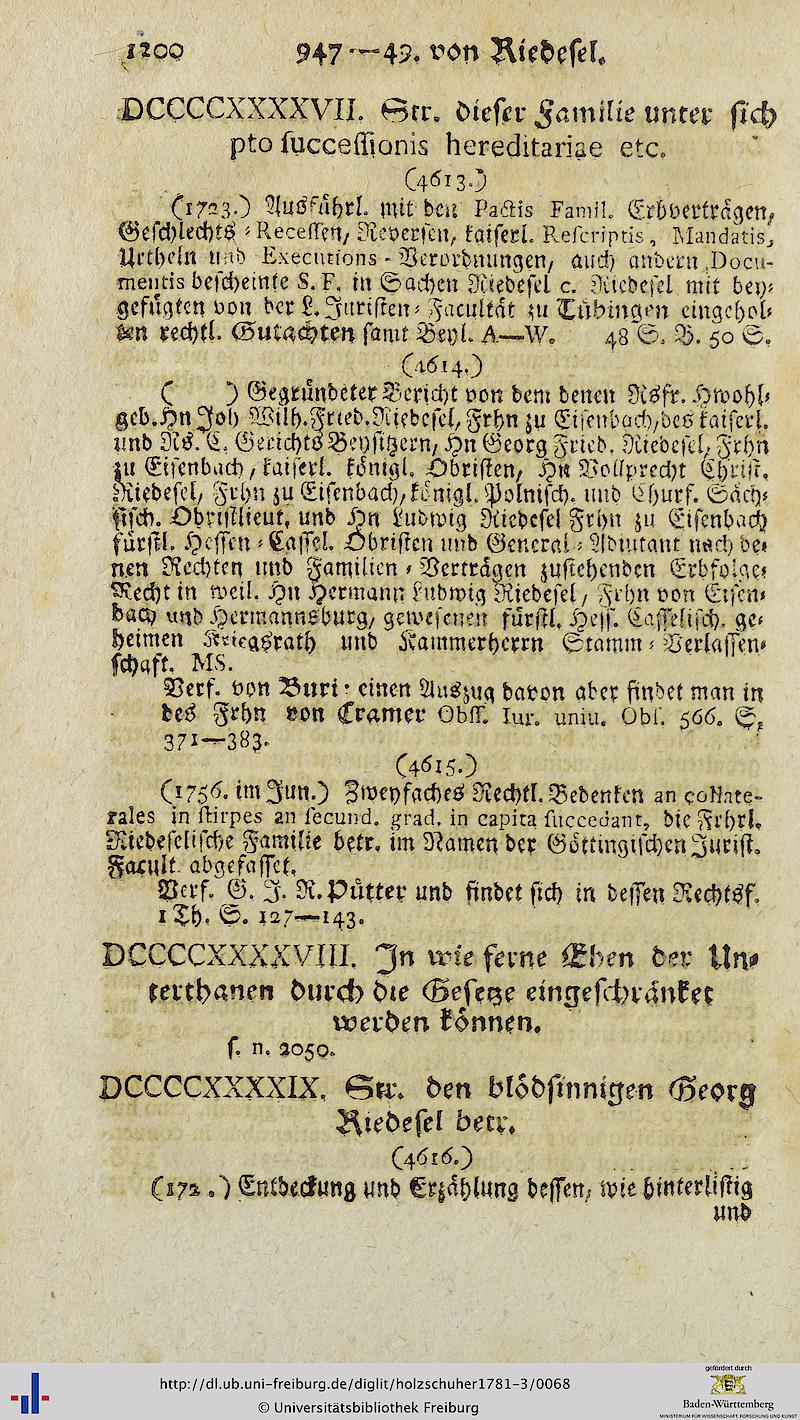 1200 947—49. von Riedesel.
DCCCCXXXXVII. Str. dieser Familie unter sich
pto successionis hereditariae etc.
(4613.)
(1723.) Ausführl. mit den Pactis Famil. Erbverträgen,
Geschlechts-Recessen, Reversen, kaiserl. Rescriptis, Mandatis,
Urtheln und Executions-Verordnungen, auch andern Docu-
mentis bescheinte S. F. in Sachen Riedesel c. Riedesel mit bey-
gefügten von der L. Juristen-Facultät zu Tübingen eingehol-
ten rechtl. Gutachten samt Beyl. A—W. 48 S. B. 50 S.
(4614.)
( ) Gegründeter Bericht von dem denen Rsfr. Hwohl-
geb. Hn Joh Wilh. Fried. Riedesel, Frhn zu Eisenbach, des kaiserl.
und Rs. C. Gerichts Beysitzern, Hn Georg Fried. Riedesel, Frhn
zu Eisenbach, kaiserl. königl. Obristen, Hn Vollprecht Christ.
Riedesel, Frhn zu Eisenbach, königl. Polnisch. und Churf. Säch-
sisch. Obristlieut. und Hn Ludwig Riedesel Frhn zu Eisenbach
fürstl. Hessen-Cassel. Obristen und General-Adjutant nach de-
nen Rechten und Familien-Verträgen zustehenden Erbfolge-
Recht in weil. Hn Hermann Ludwig Riedesel, Frhn von Eisen-
bach und Hermannsburg, gewesenen fürstl. Hess. Casselisch. ge-
heimen Kriegsrath und Kammerherrn Stamm-Verlassen-
schaft. MS.
Verf. von Buri: einen Auszug davon aber findet man in
des Frhn von Cramer Obss. Iur. uniu. Obs. 566. S.
371—383.
(4615.)
(1756. im Jun.) Zweyfaches Rechtl. Bedenken an collate-
rales in stirpes an secund. grad. in capita succedant, die Frhrl.
Riedeselische Familie betr. im Namen der Göttingischen Jurist.
Facult. abgefasset.
Verf. G. J. R. Pütter und findet sich in dessen Rechtsf.
1 Th. S. 127—143.
DCCCCXXXXVIII. In wie ferne Ehen der Un-
terthanen durch die Gesetze eingeschränket
werden können.
s. n. 2050.
DCCCCXXXXIX. Str. den blödsinnigen Georg
Riedesel betr.
(4616.)
(172 .) Entdeckung und Erzählung dessen, wie hinterlistig
und
http://dl.ub.uni-freiburg.de/diglit/holzschuher1781-3/0068
© Universitätsbibliothek Freiburg
gefördert durch
Baden-Württemberg
MINISTERIUM FÜR WISSENSCHAFT, FORSCHUNG UND KUNST